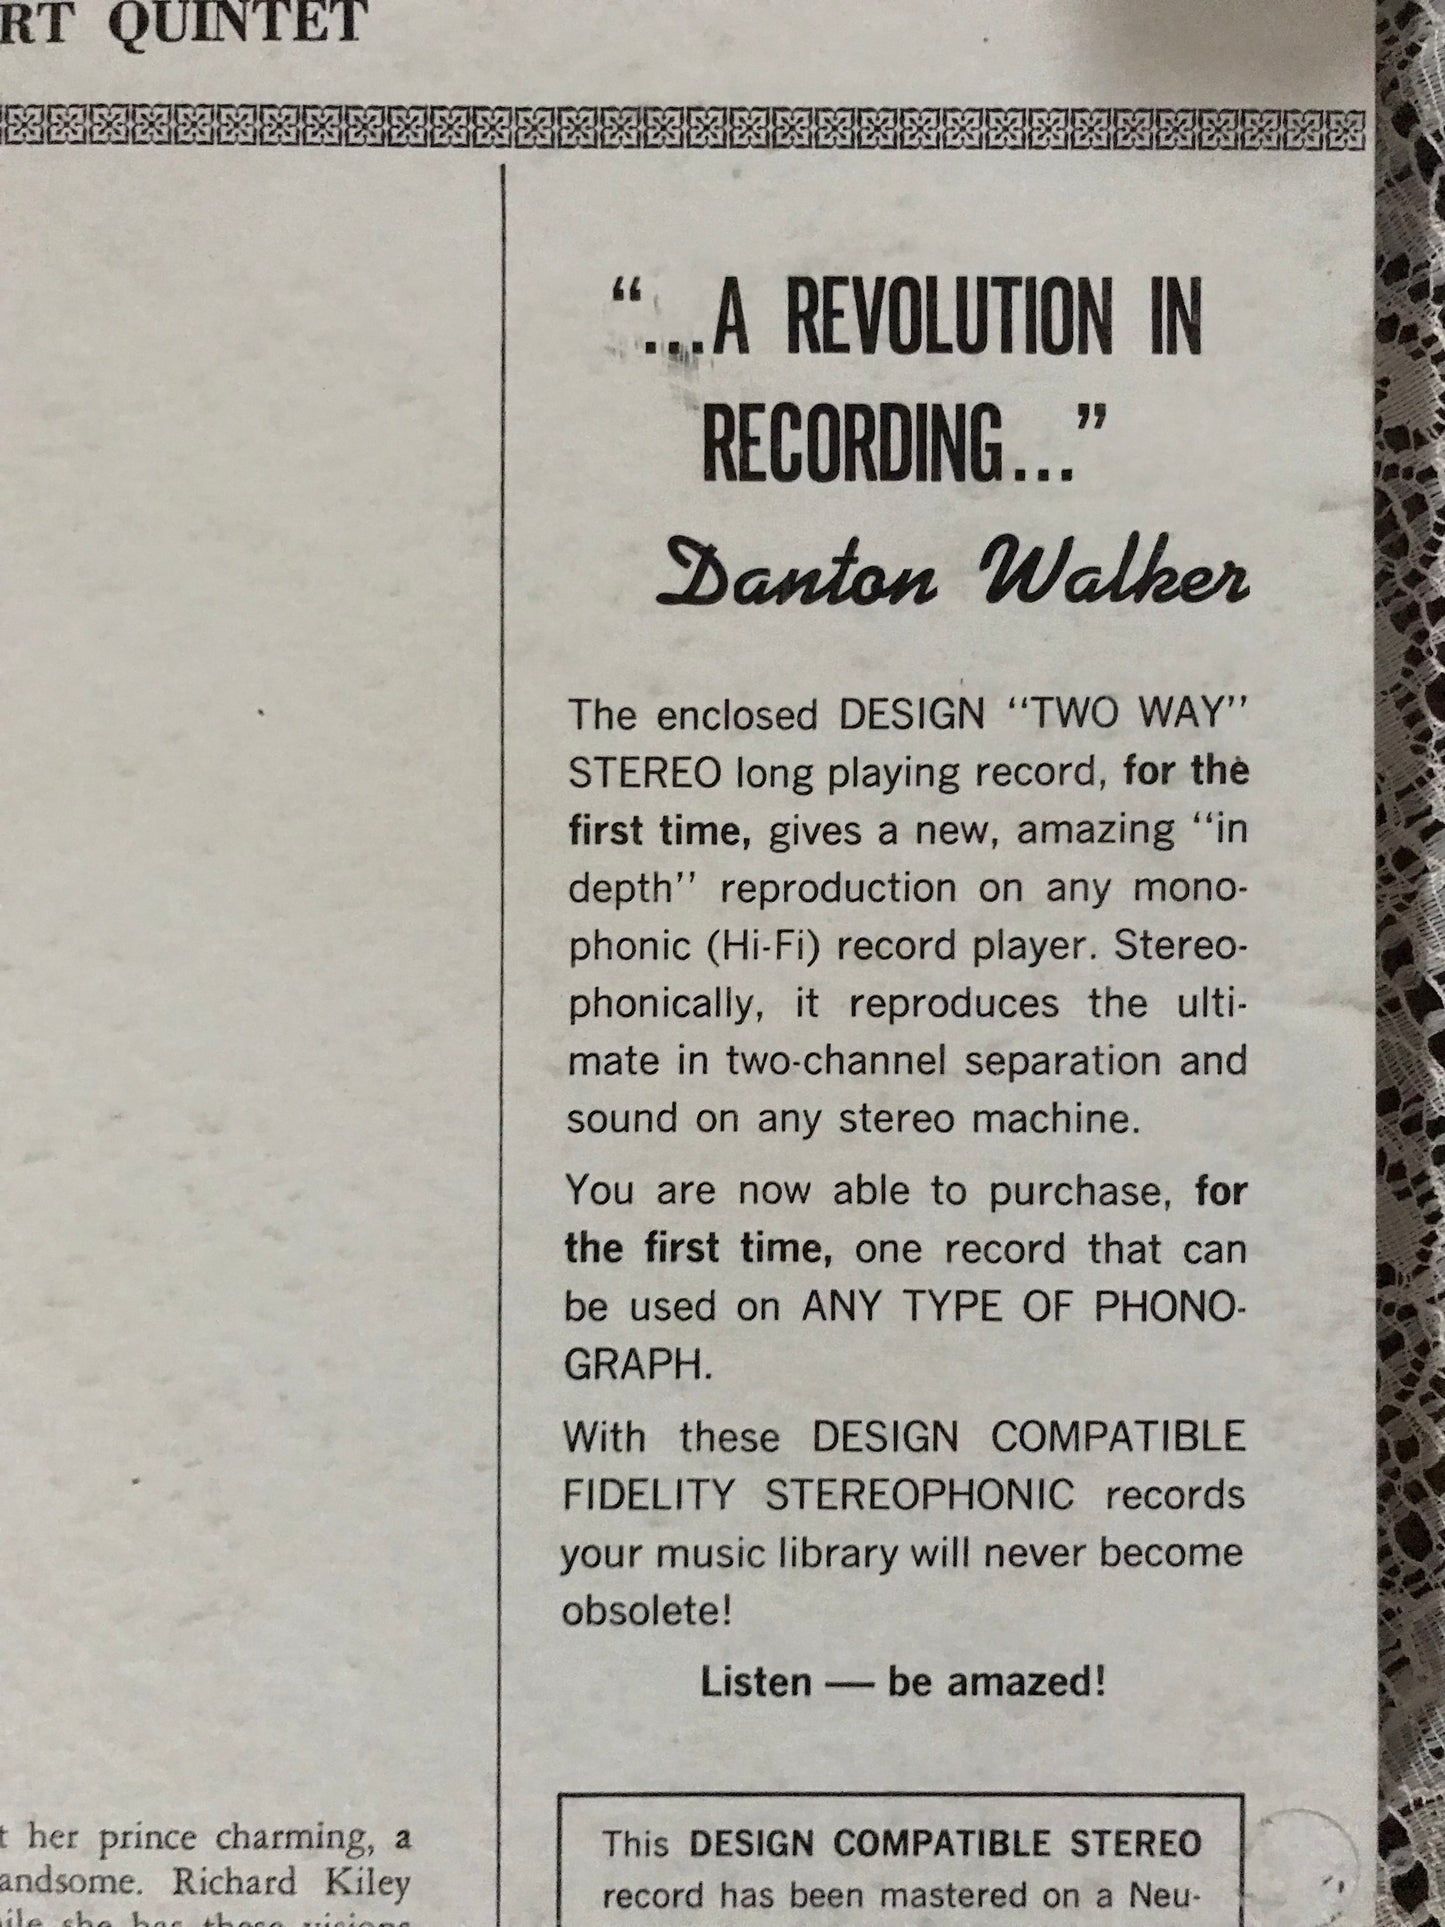 RT QUINTET
“...A REVOLUTION IN
RECORDING...”
Danton Walker
The enclosed DESIGN “TWO WAY”
STEREO long playing record, for the
first time, gives a new, amazing “in
depth” reproduction on any mono-
phonic (Hi-Fi) record player. Stereo-
phonically, it reproduces the ulti-
mate in two-channel separation and
sound on any stereo machine.
You are now able to purchase, for
the first time, one record that can
be used on ANY TYPE OF PHONO-
GRAPH.
With these DESIGN COMPATIBLE
FIDELITY STEREOPHONIC records
your music library will never become
obsolete!
Listen — be amazed!
This DESIGN COMPATIBLE STEREO
record has been mastered on a Neu-
t her prince charming, a
andsome. Richard Kiley
ile she has these visions